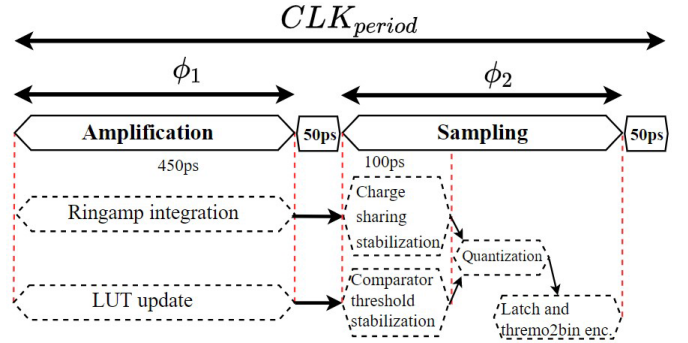 CLK_period
ϕ1 ϕ2
Amplification 50ps Sampling 50ps
450ps 100ps
Ringamp integration
Charge
sharing
stabilization
Quantization
LUT update
Comparator
threshold
stabilization
Latch and
thremo2bin enc.